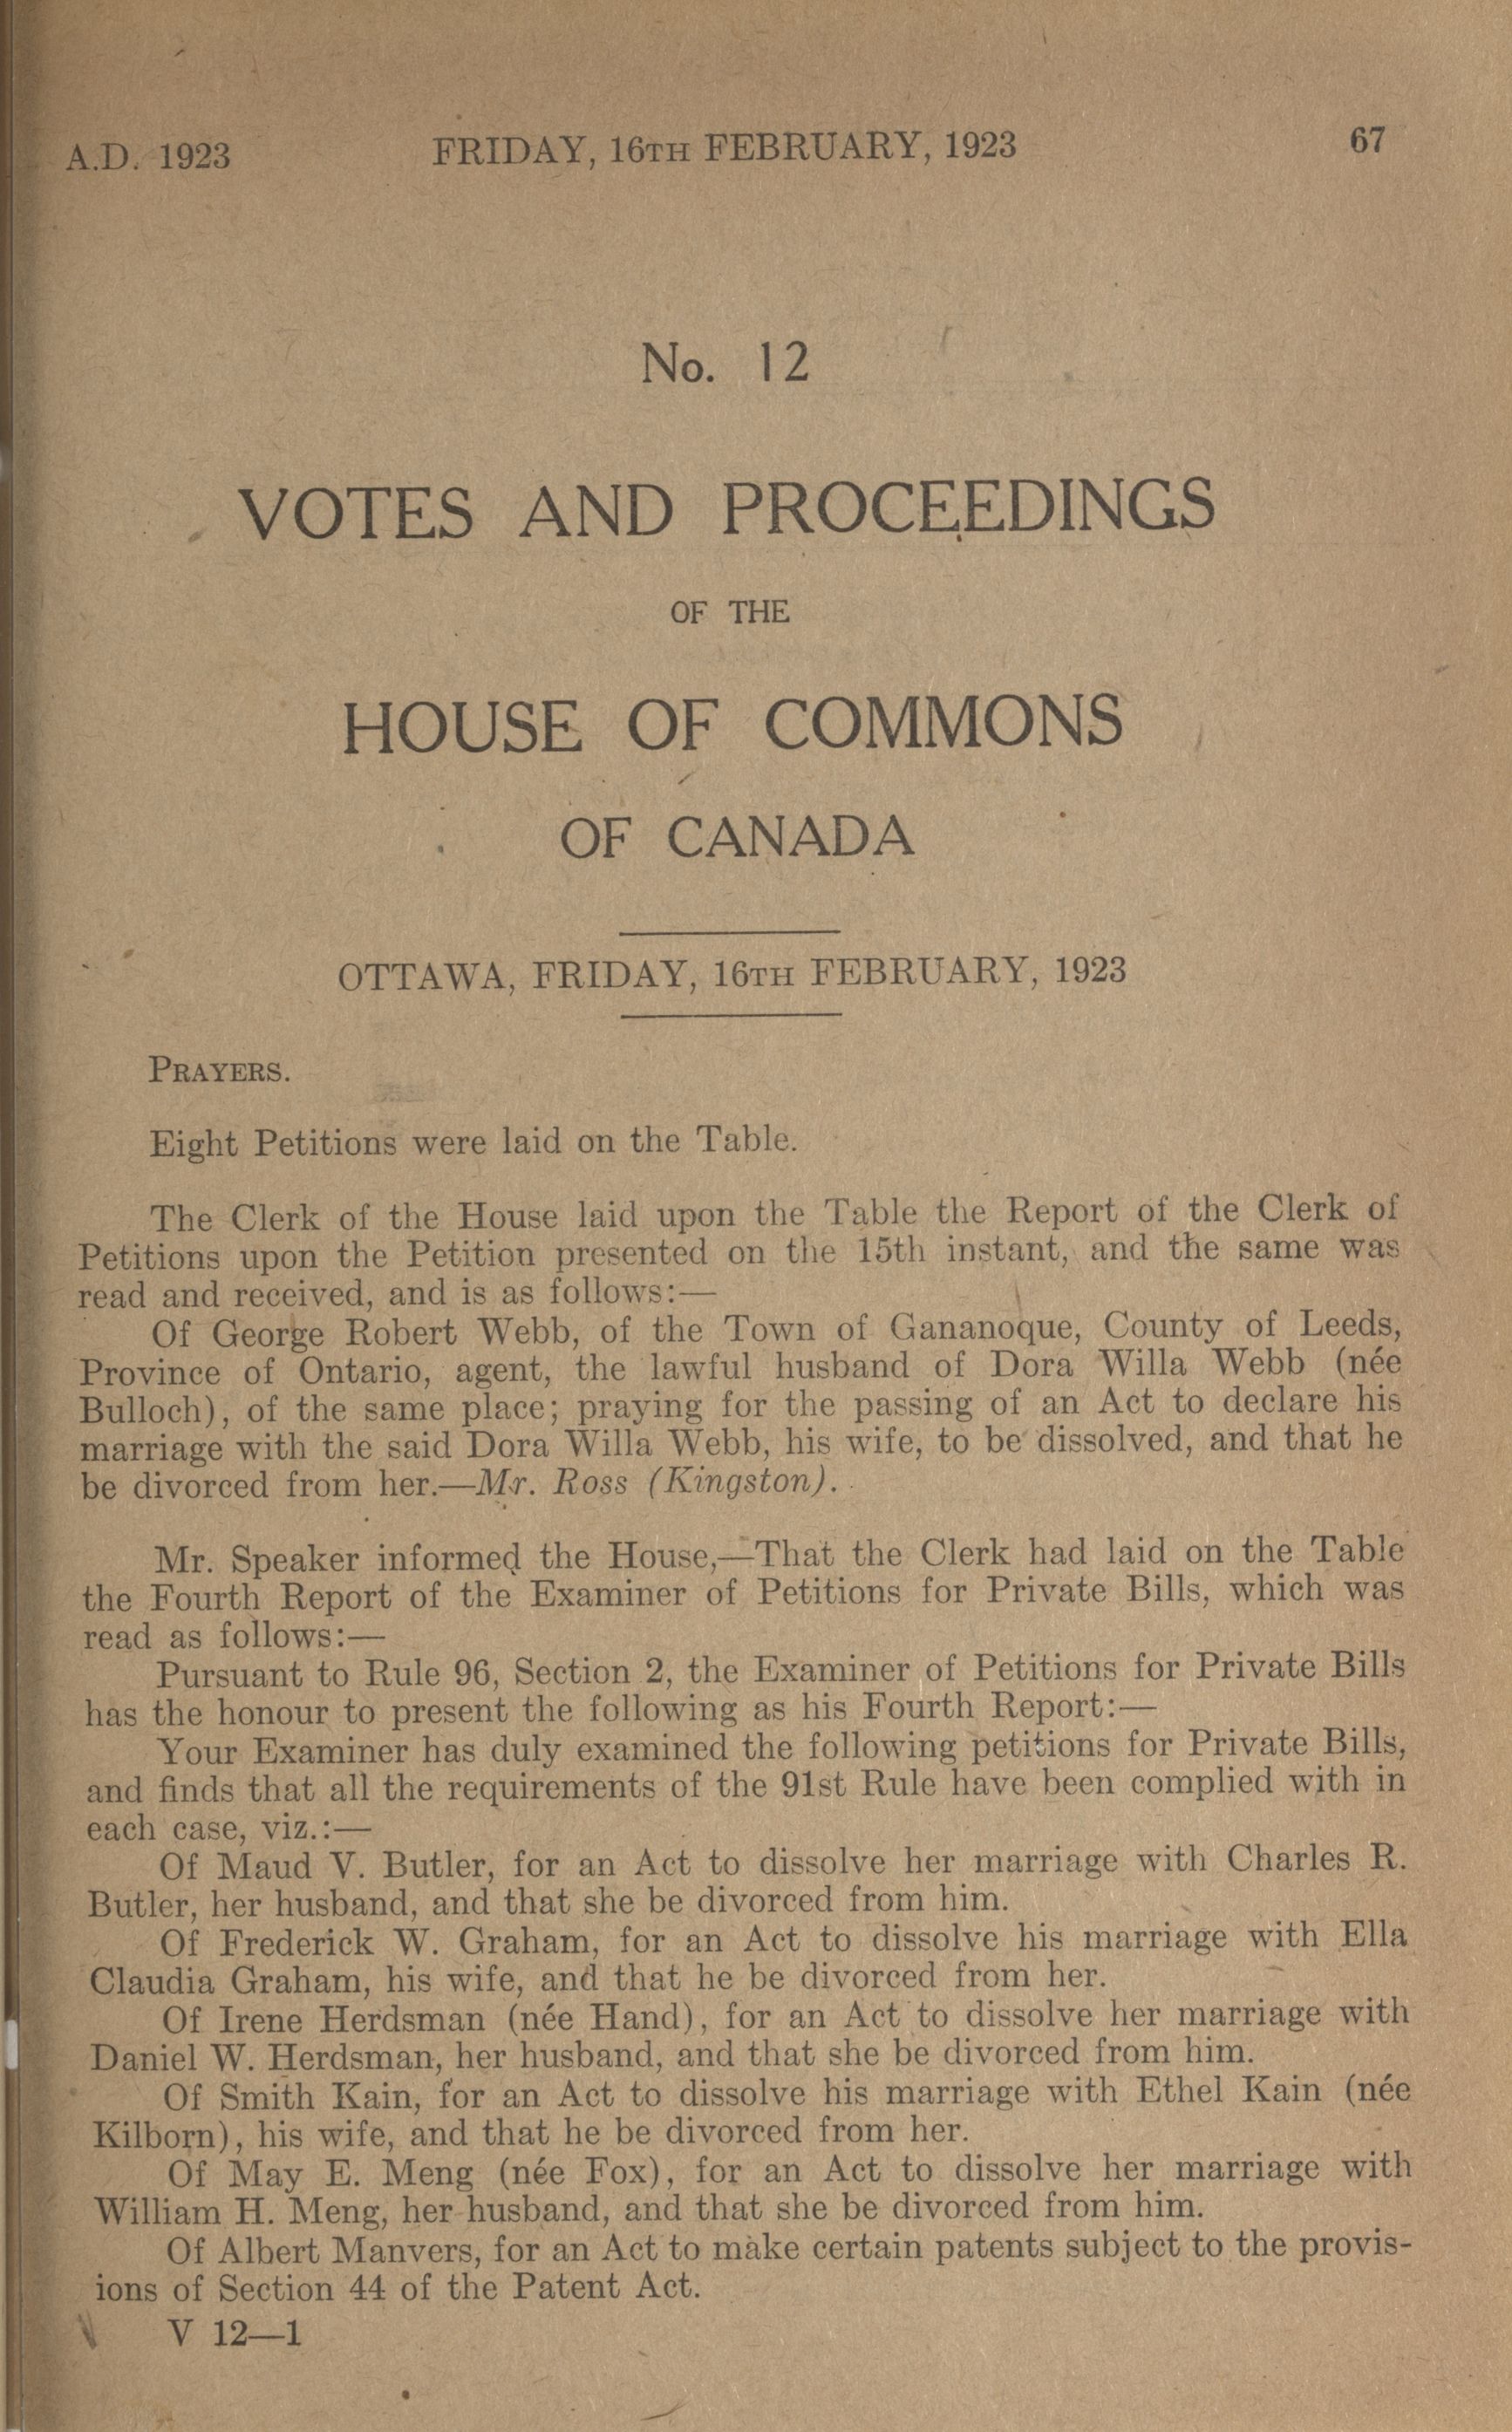 A.D. 1923 FRIDAY, 16TH FEBRUARY, 1923 67
No. 12
VOTES AND PROCEEDINGS
OF THE
HOUSE OF COMMONS
OF CANADA
OTTAWA, FRIDAY, 16TH FEBRUARY, 1923
PRAYERS.
Eight Petitions were laid on the Table.
The Clerk of the House laid upon the Table the Report of the Clerk of
Petitions upon the Petition presented on the 15th instant, and the same was
read and received, and is as follows:—
Of George Robert Webb, of the Town of Gananoque, County of Leeds,
Province of Ontario, agent, the lawful husband of Dora Willa Webb (née
Bulloch), of the same place; praying for the passing of an Act to declare his
marriage with the said Dora Willa Webb, his wife, to be dissolved, and that he
be divorced from her.—Mr. Ross (Kingston).
Mr. Speaker informed the House,—That the Clerk had laid on the Table
the Fourth Report of the Examiner of Petitions for Private Bills, which was
read as follows:—
Pursuant to Rule 96, Section 2, the Examiner of Petitions for Private Bills
has the honour to present the following as his Fourth Report:—
Your Examiner has duly examined the following petitions for Private Bills,
and finds that all the requirements of the 91st Rule have been complied with in
each case, viz.:—
Of Maud V. Butler, for an Act to dissolve her marriage with Charles R.
Butler, her husband, and that she be divorced from him.
Of Frederick W. Graham, for an Act to dissolve his marriage with Ella
Claudia Graham, his wife, and that he be divorced from her.
Of Irene Herdsman (née Hand), for an Act to dissolve her marriage with
Daniel W. Herdsman, her husband, and that she be divorced from him.
Of Smith Kain, for an Act to dissolve his marriage with Ethel Kain (née
Kilborn), his wife, and that he be divorced from her.
Of May E. Meng (née Fox), for an Act to dissolve her marriage with
William H. Meng, her husband, and that she be divorced from him.
Of Albert Manvers, for an Act to make certain patents subject to the provis-
ions of Section 44 of the Patent Act.
V 12—1